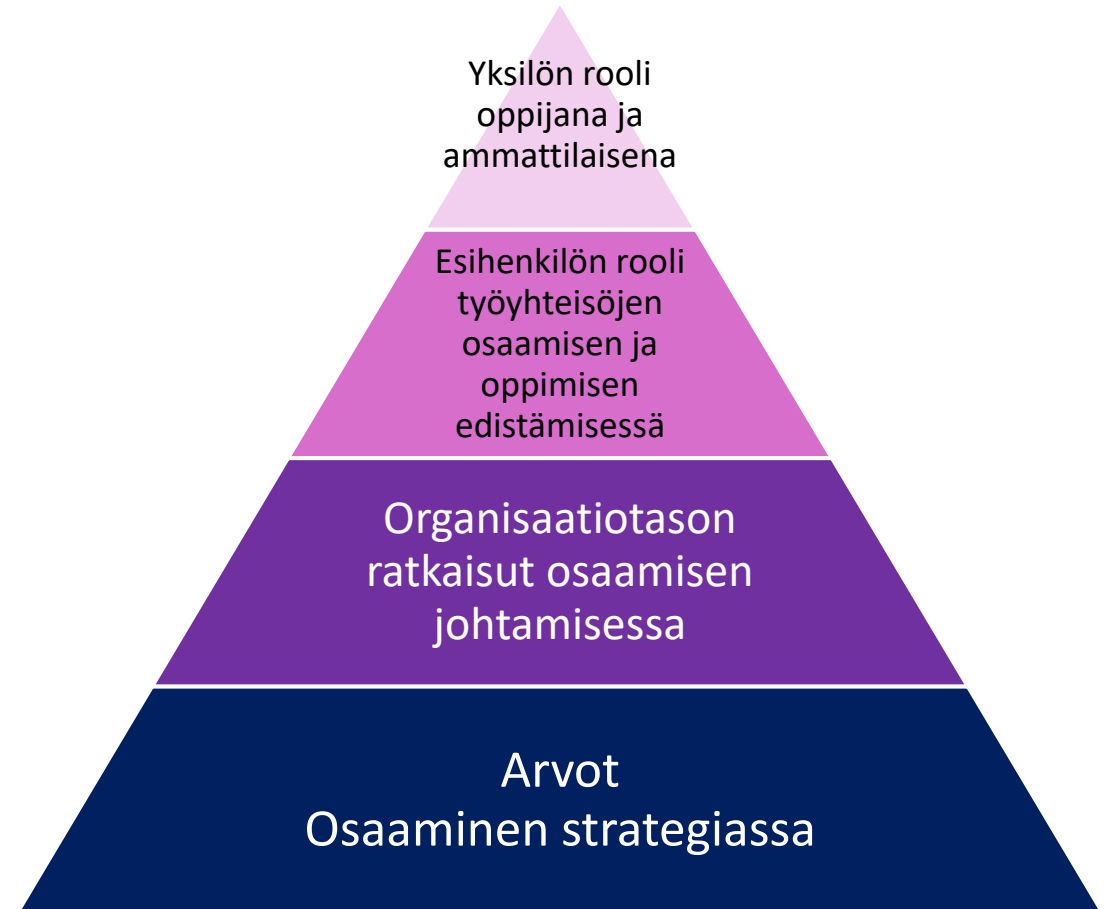 Yksilön rooli
oppijana ja
ammattilaisena
Esihenkilön rooli
työyhteisöjen
osaamisen ja
oppimisen
edistämisessä
Organisaatiotason
ratkaisut osaamisen
johtamisessa
Arvot
Osaaminen strategiassa